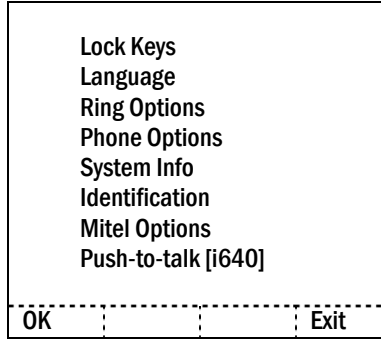 Lock Keys
Language
Ring Options
Phone Options
System Info
Identification
Mitel Options
Push-to-talk [i640]
OK Exit